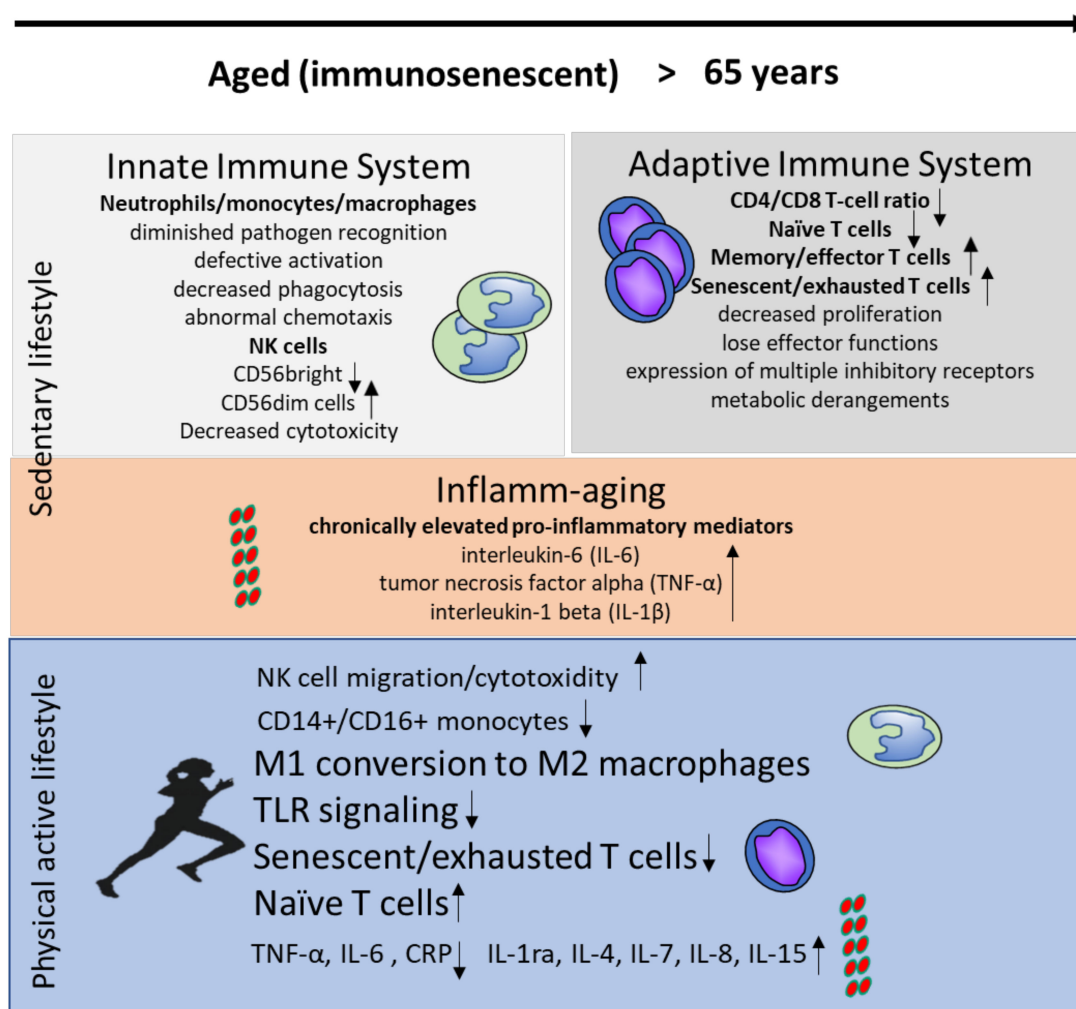 Aged (immunosenescent) > 65 years
Sedentary lifestyle
Innate Immune System
Neutrophils/monocytes/macrophages
diminished pathogen recognition
defective activation
decreased phagocytosis
abnormal chemotaxis
NK cells
CD56bright ↓
CD56dim cells ↑
Decreased cytotoxicity
Adaptive Immune System
CD4/CD8 T-cell ratio ↓
Naïve T cells ↓
Memory/effector T cells ↑
Senescent/exhausted T cells ↑
decreased proliferation
lose effector functions
expression of multiple inhibitory receptors
metabolic derangements
Inflamm-aging
chronically elevated pro-inflammatory mediators
interleukin-6 (IL-6)
tumor necrosis factor alpha (TNF-α) ↑
interleukin-1 beta (IL-1β)
Physical active lifestyle
NK cell migration/cytotoxidity ↑
CD14+/CD16+ monocytes ↓
M1 conversion to M2 macrophages
TLR signaling ↓
Senescent/exhausted T cells ↓
Naïve T cells ↑
TNF-α, IL-6 , CRP ↓ IL-1ra, IL-4, IL-7, IL-8, IL-15 ↑